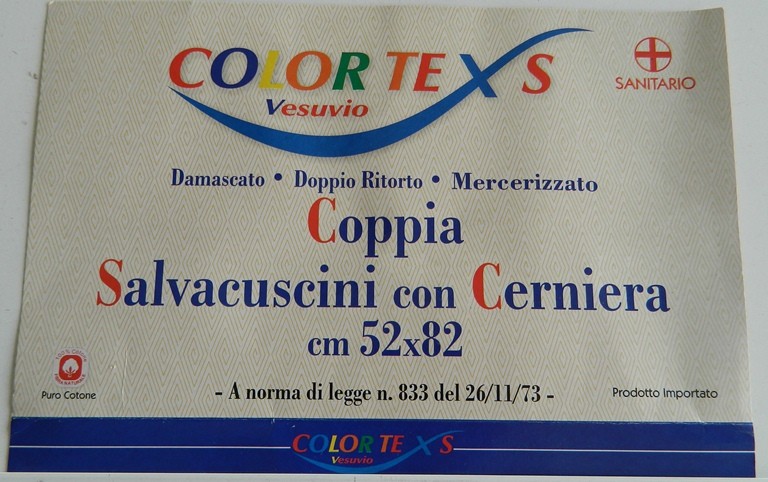 COLOR TEXS
Vesuvio
SANITARIO
Damascato • Doppio Ritorto • Mercerizzato
Coppia
Salvacuscini con Cerniera
cm 52x82
Puro Cotone
- A norma di legge n. 833 del 26/11/73 -
Prodotto Importato
COLOR TEXS
Vesuvio